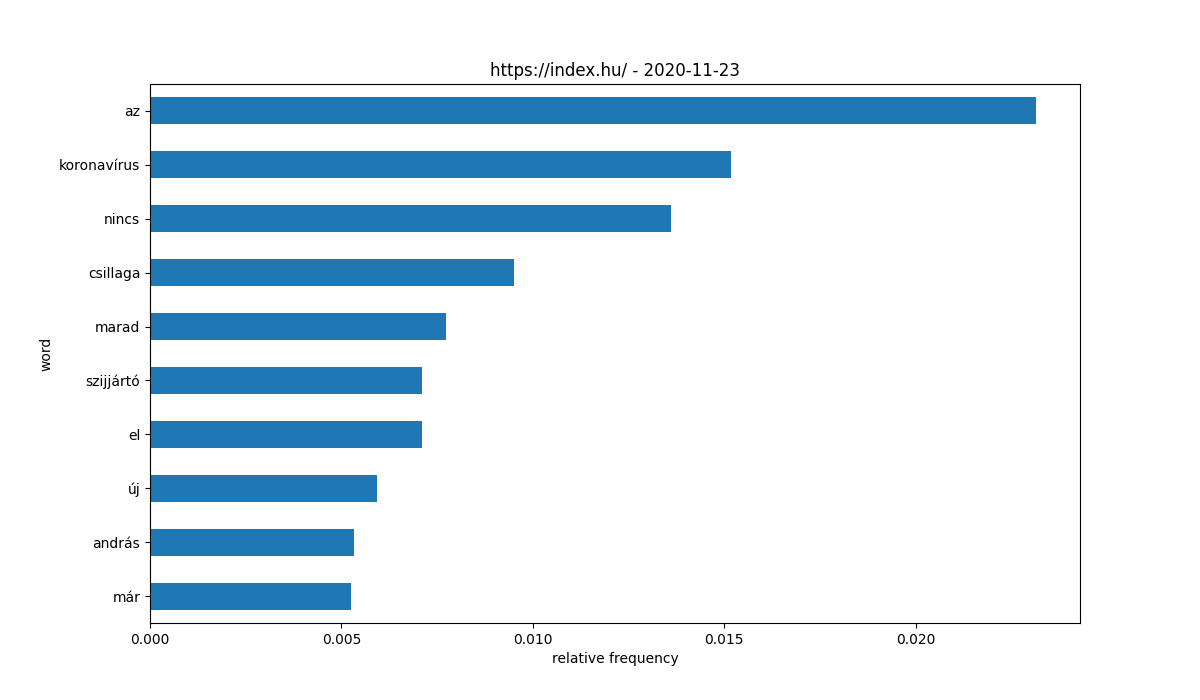 https://index.hu/ - 2020-11-23
word
az
koronavírus
nincs
csillaga
marad
szijjártó
el
új
andrás
már
0.000 0.005 0.010 0.015 0.020
relative frequency